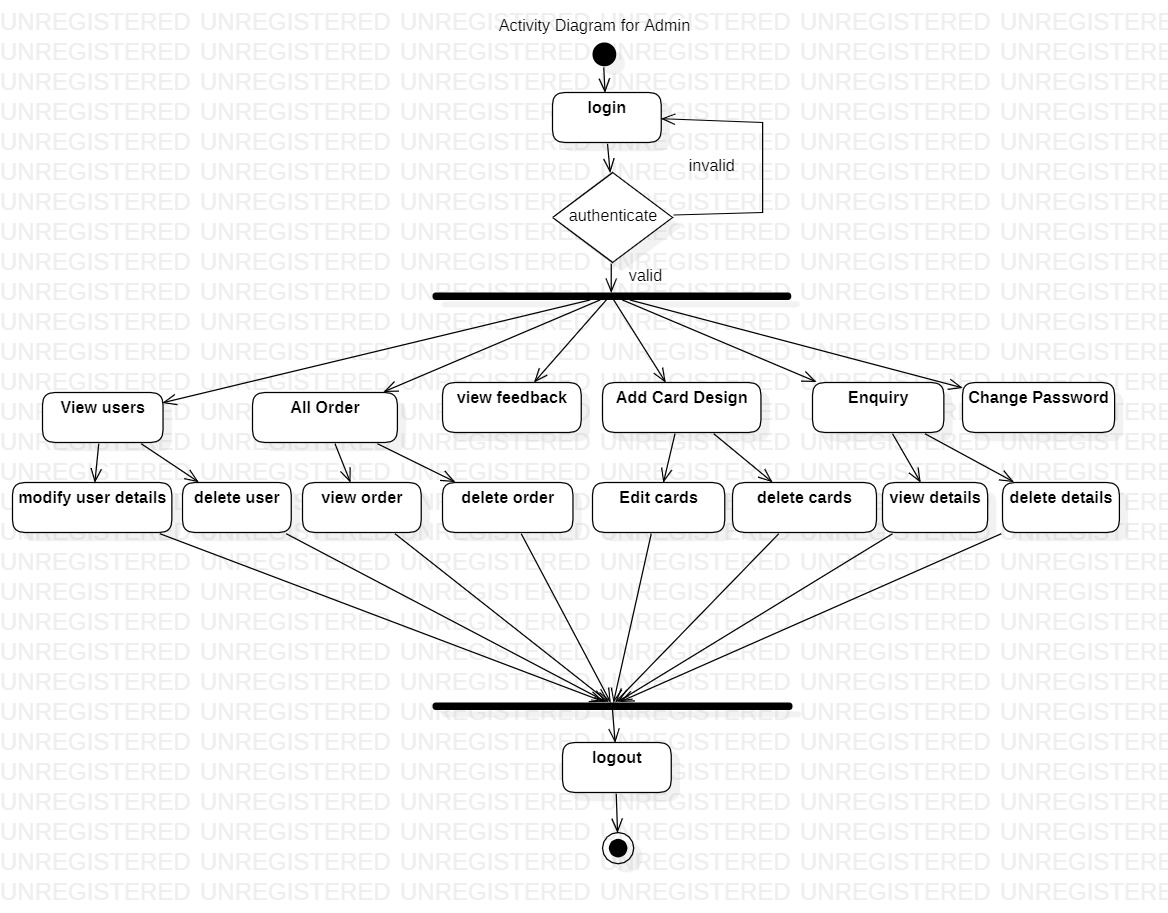 Activity Diagram for Admin
login
invalid
authenticate
valid
View users
All Order
view feedback
Add Card Design
Enquiry
Change Password
modify user details
delete user
view order
delete order
Edit cards
delete cards
view details
delete details
logout
UNREGISTERED